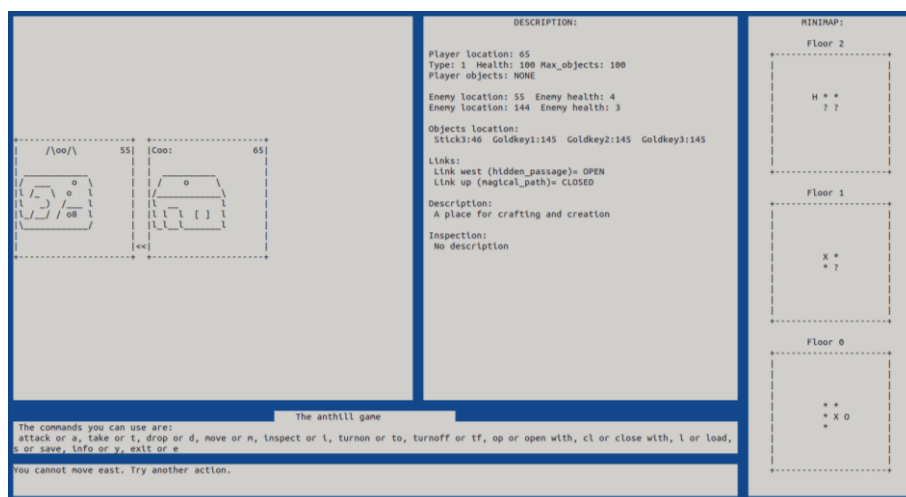 /\oo/\ 55
Coo: 65
<<
DESCRIPTION:
Player location: 65
Type: 1 Health: 100 Max_objects: 100
Player objects: NONE
Enemy location: 55 Enemy health: 4
Enemy location: 144 Enemy health: 3
Objects location:
Stick3:46 Goldkey1:145 Goldkey2:145 Goldkey3:145
Links:
Link west (hidden_passage)= OPEN
Link up (magical_path)= CLOSED
Description:
A place for crafting and creation
Inspection:
No description
MINIMAP:
Floor 2
H * *
? ?
Floor 1
X *
* ?
Floor 0
* *
* X O
*
The anthill game
The commands you can use are:
attack or a, take or t, drop or d, move or m, inspect or i, turnon or to, turnoff or tf, op or open with, cl or close with, l or load,
s or save, info or y, exit or e
You cannot move east. Try another action.